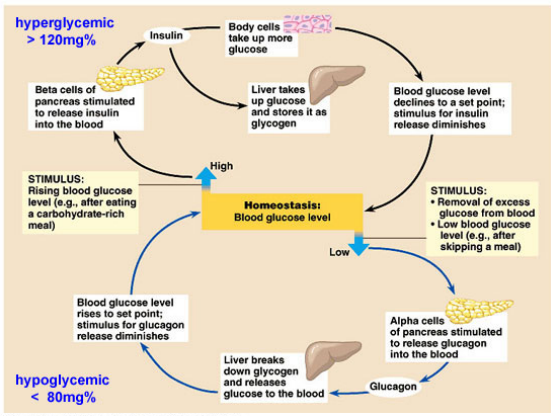 hyperglycemic
> 120mg%
Insulin
Body cells
take up more
glucose
Beta cells of
pancreas stimulated
to release insulin
into the blood
Liver takes
up glucose
and stores it as
glycogen
Blood glucose level
declines to a set point;
stimulus for insulin
release diminishes
High
STIMULUS:
Rising blood glucose
level (e.g., after eating
a carbohydrate-rich
meal)
Homeostasis:
Blood glucose level
STIMULUS:
• Removal of excess
glucose from blood
• Low blood glucose
level (e.g., after
skipping a meal)
Low
Blood glucose level
rises to set point;
stimulus for glucagon
release diminishes
Alpha cells
of pancreas stimulated
to release glucagon
into the blood
Liver breaks
down glycogen
and releases
glucose to the blood
Glucagon
hypoglycemic
< 80mg%